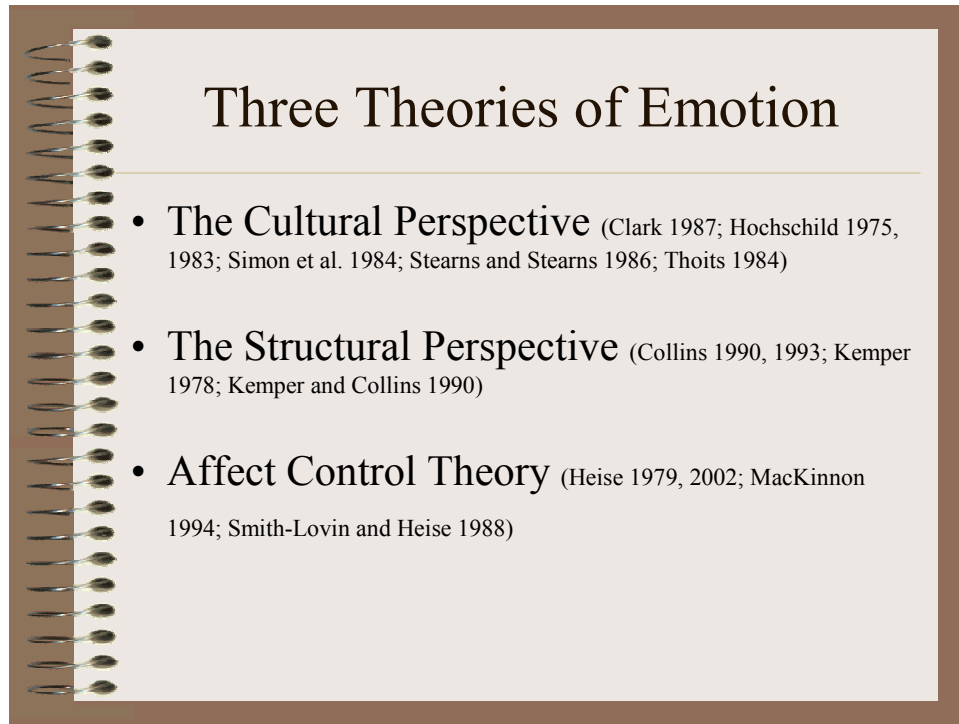 Three Theories of Emotion
• The Cultural Perspective (Clark 1987; Hochschild 1975,
1983; Simon et al. 1984; Stearns and Stearns 1986; Thoits 1984)
• The Structural Perspective (Collins 1990, 1993; Kemper
1978; Kemper and Collins 1990)
• Affect Control Theory (Heise 1979, 2002; MacKinnon
1994; Smith-Lovin and Heise 1988)